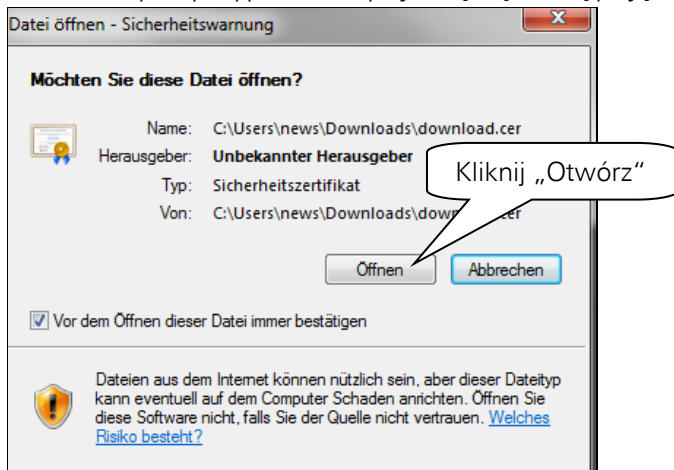 Datei öffnen - Sicherheitswarnung
Möchten Sie diese Datei öffnen?
Name: C:\Users\news\Downloads\download.cer
Herausgeber: Unbekannter Herausgeber
Typ: Sicherheitszertifikat
Von: C:\Users\news\Downloads\
Kliknij „Otwórz“
Öffnen Abbrechen
Vor dem Öffnen dieser Datei immer bestätigen
Dateien aus dem Internet können nützlich sein, aber dieser Dateityp
kann eventuell auf dem Computer Schaden anrichten. Öffnen Sie
diese Software nicht, falls Sie der Quelle nicht vertrauen. Welches
Risiko besteht?